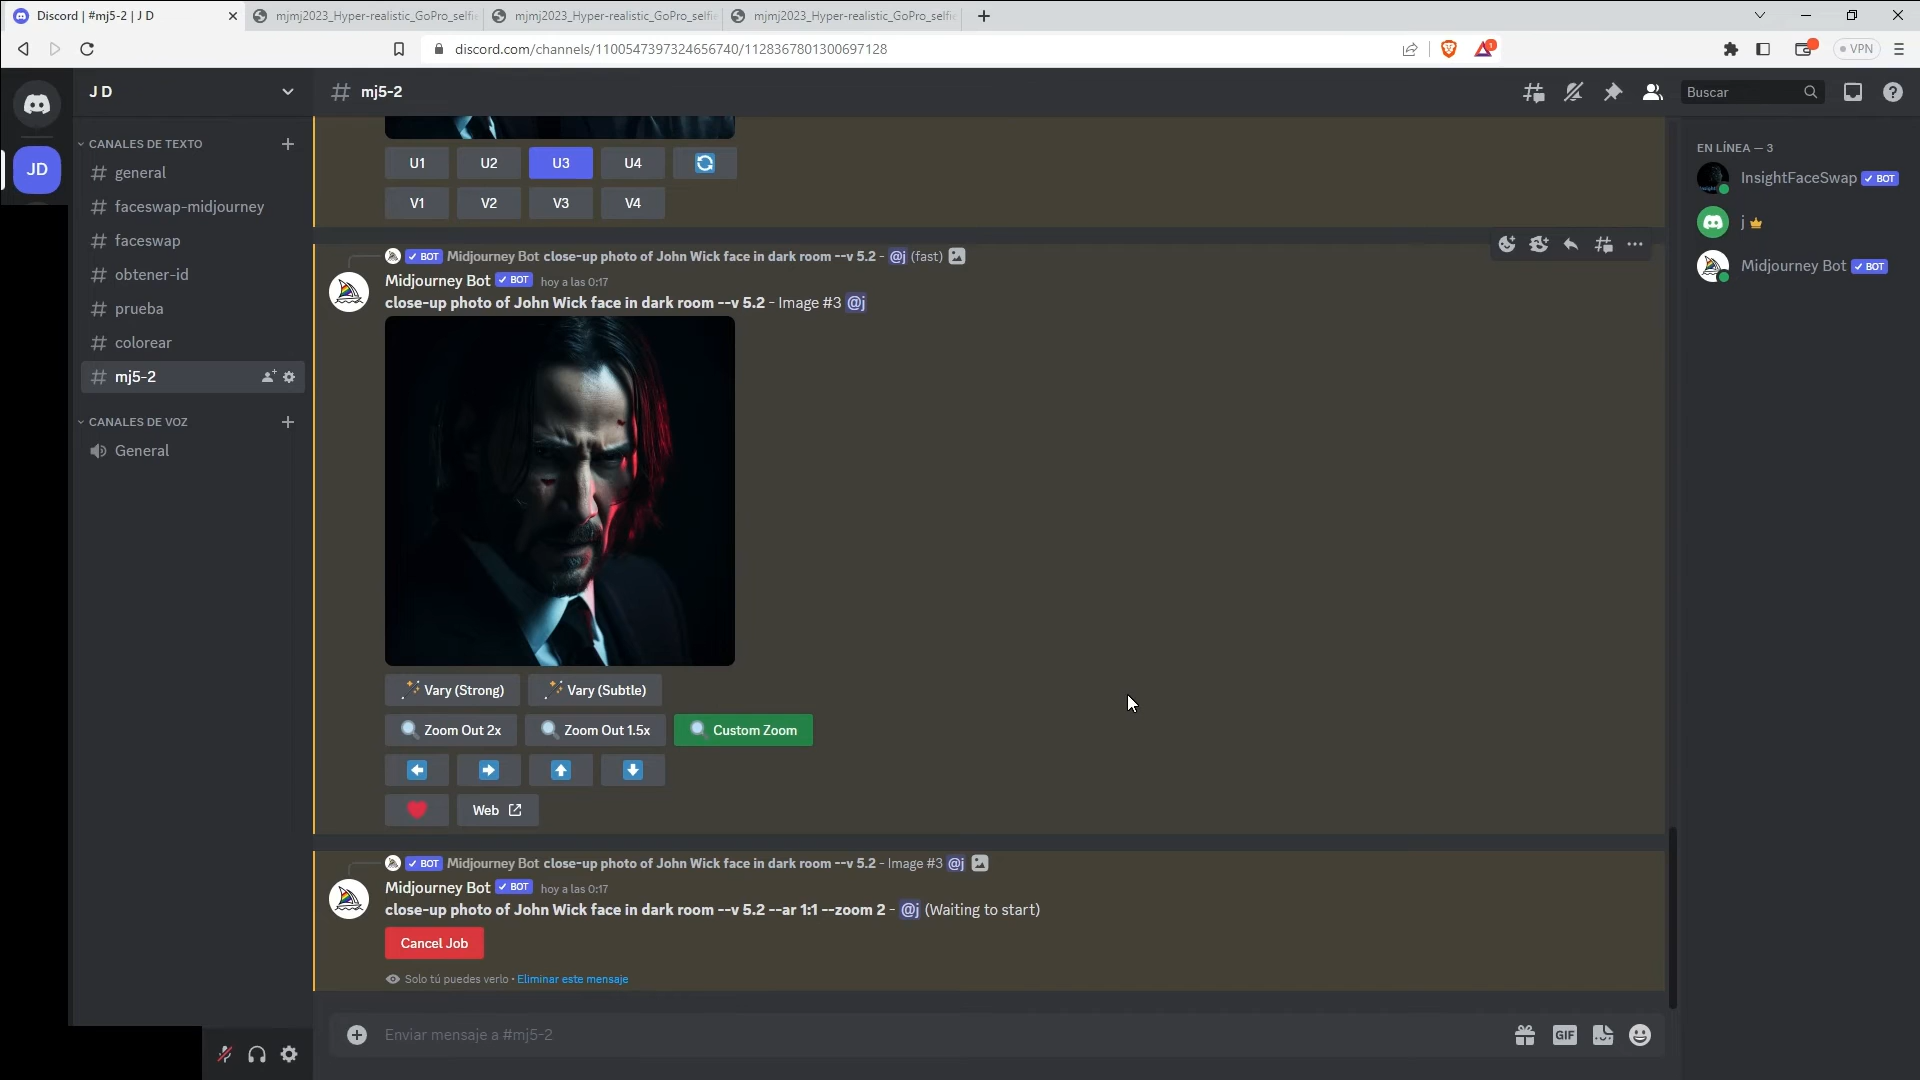 Discord | #mj5-2 | J D
mjmj2023_Hyper-realistic_GoPro_selfie
mjmj2023_Hyper-realistic_GoPro_selfie
mjmj2023_Hyper-realistic_GoPro_selfie
discord.com/channels/1100547397324656740/1128367801300697128
1
VPN
J D
mj5-2
Buscar
JD
CANALES DE TEXTO
general
faceswap-midjourney
faceswap
obtener-id
prueba
colorear
mj5-2
CANALES DE VOZ
General
U1 U2 U3 U4
V1 V2 V3 V4
BOT Midjourney Bot close-up photo of John Wick face in dark room --v 5.2 - @j (fast)
Midjourney Bot BOT hoy a las 0:17
close-up photo of John Wick face in dark room --v 5.2 - Image #3 @j
Vary (Strong) Vary (Subtle)
Zoom Out 2x Zoom Out 1.5x Custom Zoom
Web
BOT Midjourney Bot close-up photo of John Wick face in dark room --v 5.2 - Image #3 @j
Midjourney Bot BOT hoy a las 0:17
close-up photo of John Wick face in dark room --v 5.2 --ar 1:1 --zoom 2 - @j (Waiting to start)
Cancel Job
Solo tú puedes verlo • Eliminar este mensaje
Enviar mensaje a #mj5-2
GIF
EN LÍNEA — 3
InsightFaceSwap BOT
j
Midjourney Bot BOT